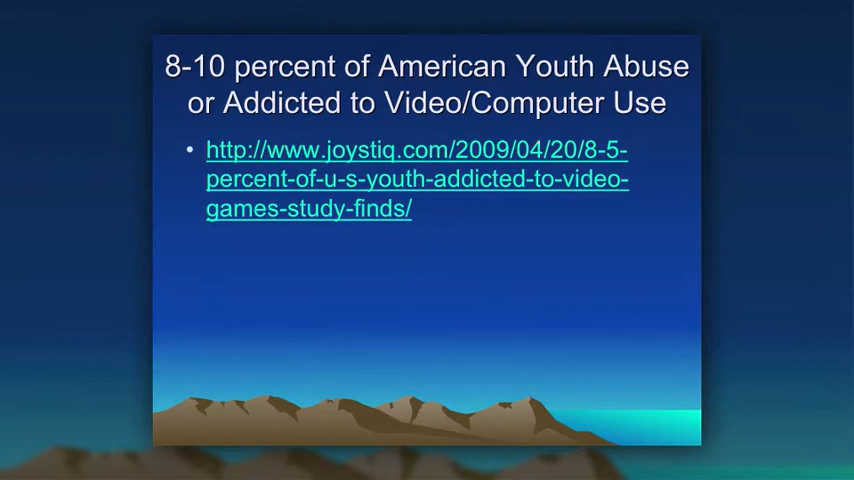 8-10 percent of American Youth Abuse
or Addicted to Video/Computer Use
• http://www.joystiq.com/2009/04/20/8-5-
percent-of-u-s-youth-addicted-to-video-
games-study-finds/